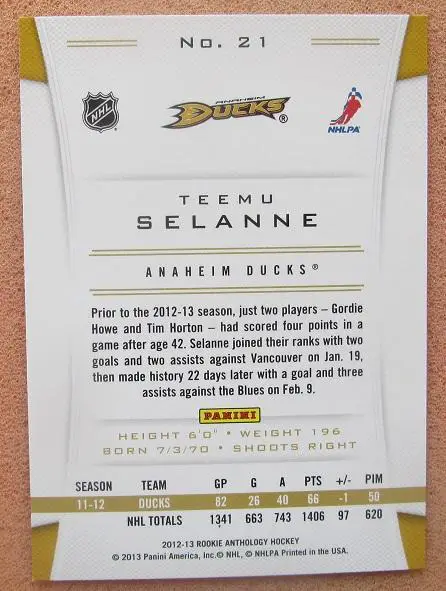 No. 21
NHL
ANAHEIM
DUCKS®
NHLPA
TEEMU
SELANNE
ANAHEIM DUCKS®
Prior to the 2012-13 season, just two players – Gordie
Howe and Tim Horton – had scored four points in a
game after age 42. Selanne joined their ranks with two
goals and two assists against Vancouver on Jan. 19,
then made history 22 days later with a goal and three
assists against the Blues on Feb. 9.
PANINI
HEIGHT 6'0" • WEIGHT 196
BORN 7/3/70 • SHOOTS RIGHT
SEASON TEAM GP G A PTS +/- PIM
11-12 DUCKS 82 26 40 66 -1 50
NHL TOTALS 1341 663 743 1406 97 620
2012-13 ROOKIE ANTHOLOGY HOCKEY
© 2013 Panini America, Inc. © NHL, © NHLPA Printed in the USA.